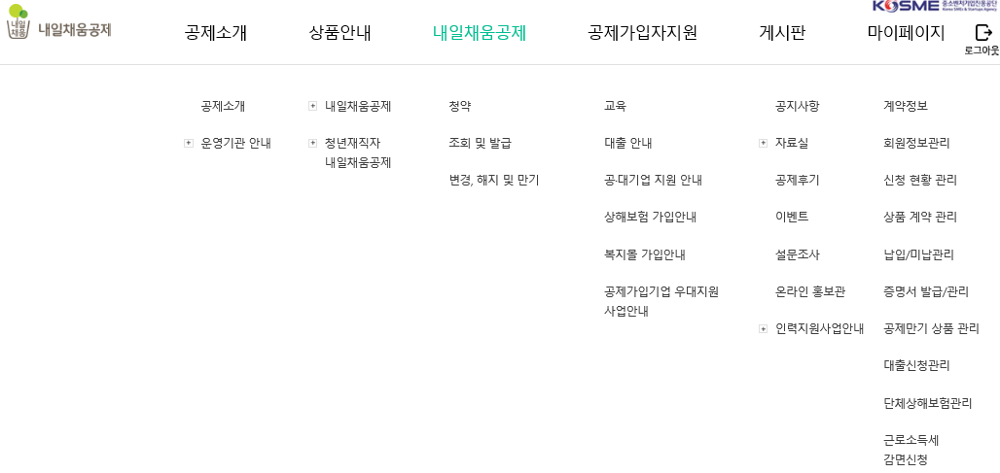 KOSME 중소벤처기업진흥공단
Korea SMEs & Startups Agency
내일
채움
내일채움공제
공제소개
상품안내
내일채움공제
공제가입자지원
게시판
마이페이지
로그아웃
공제소개
운영기관 안내
내일채움공제
청년재직자
내일채움공제
청약
조회 및 발급
변경, 해지 및 만기
교육
대출 안내
공·대기업 지원 안내
상해보험 가입안내
복지몰 가입안내
공제가입기업 우대지원
사업안내
공지사항
자료실
공제후기
이벤트
설문조사
온라인 홍보관
인력지원사업안내
계약정보
회원정보관리
신청 현황 관리
상품 계약 관리
납입/미납관리
증명서 발급/관리
공제만기 상품 관리
대출신청관리
단체상해보험관리
근로소득세
감면신청